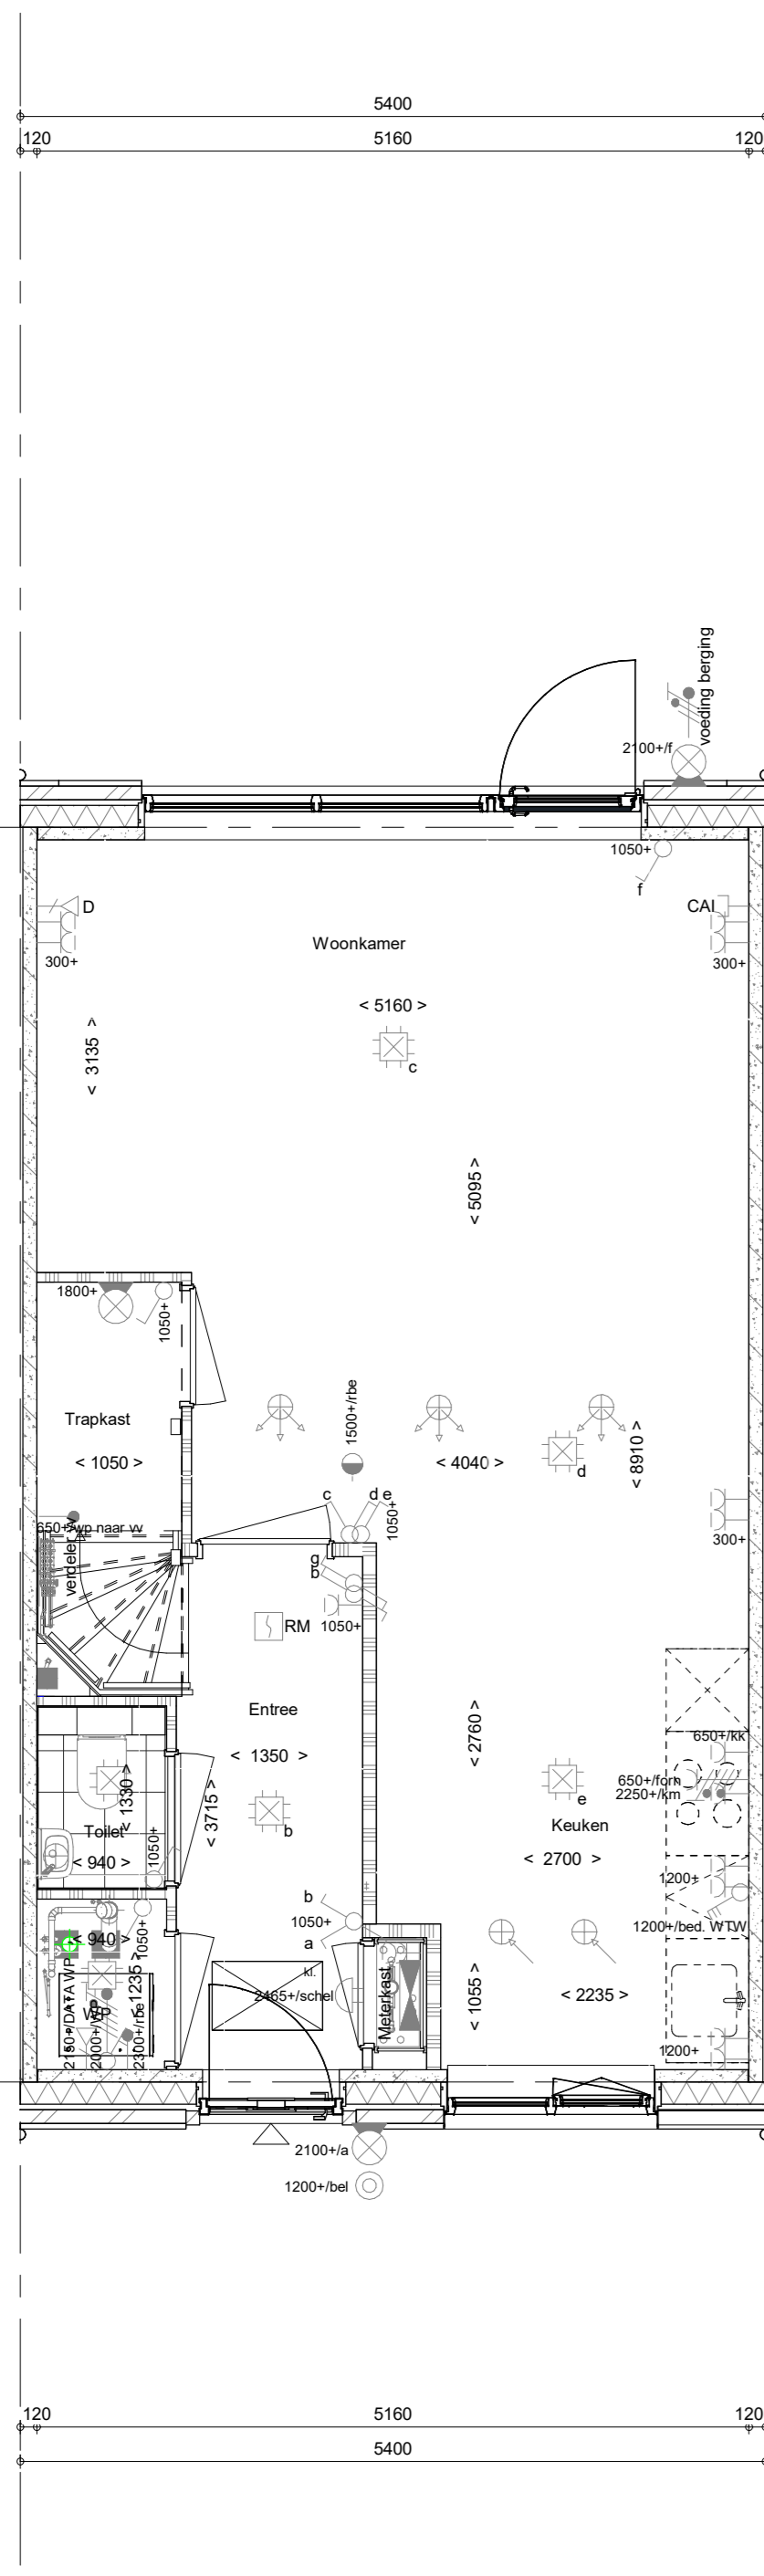 5400
120 5160 120
voeding berging
2100+/f
1050+
f
D
CAI
300+
300+
Woonkamer
< 5160 >
c
< 3135 >
< 5095 >
1800+
1050+
Trapkast
< 1050 >
1500+/rbe
< 4040 >
d
< 8910 >
c
d e
1050+
650+/wp naar vv
300+
g
b
1050+
RM
Entree
< 1350 >
< 2760 >
650+/kk
650+/forn
2250+/km
< 1330 >
< 3715 >
b
e
Toilet
Keuken
< 940 >
1050+
< 2700 >
1200+
b
1050+
a
1200+/bed. WTW
< 940 >
1050+
kl.
2465+/schel
Meterkast
< 1055 >
< 2235 >
WP
2150+/DATA WP
2000+/WP
2300+/rbe
1235 >
1200+
2100+/a
1200+/bel
120 5160 120
5400